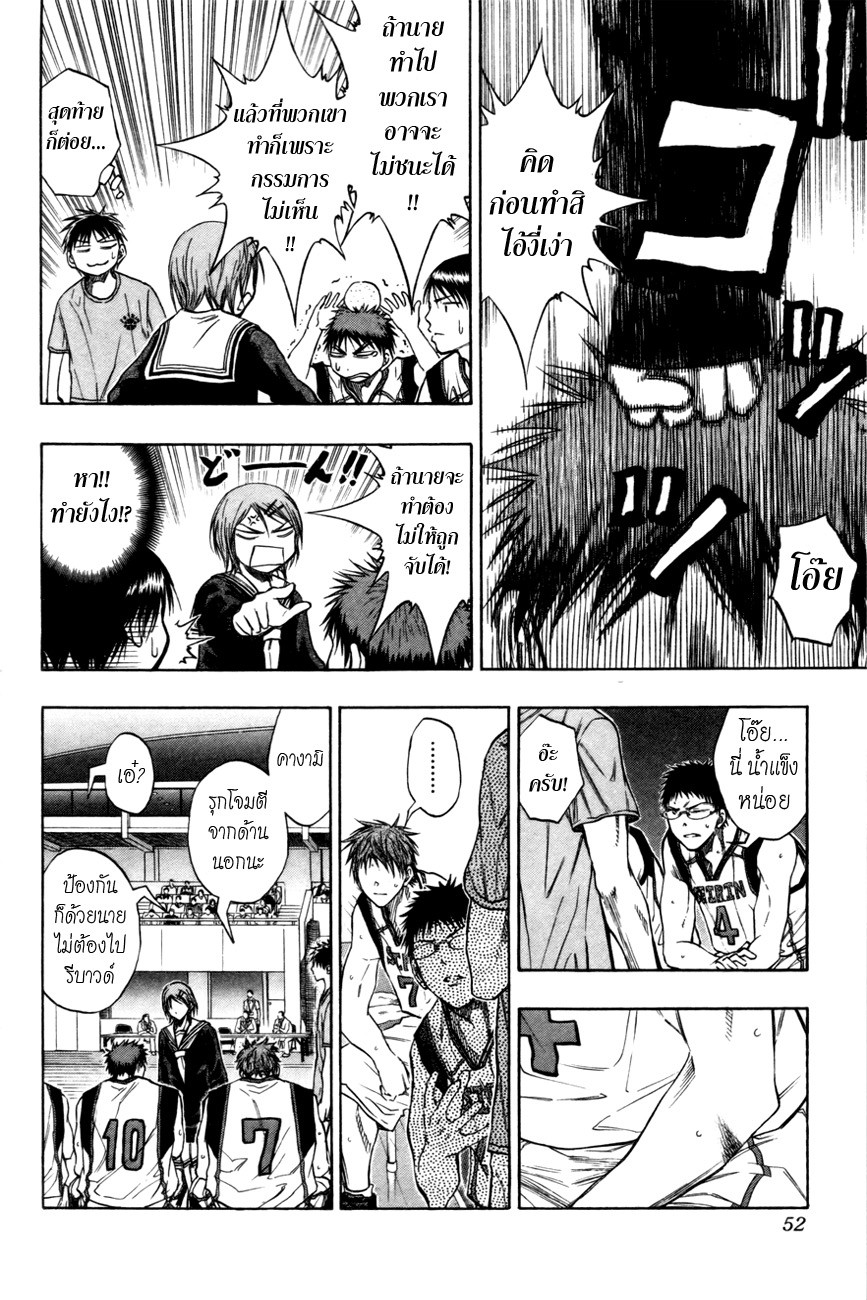 คิด
ก่อนทำสิ
ไอ้งี่เง่า
コ
"
ン
"
โอ๊ย
ถ้านาย
ทำไป
พวกเรา
อาจจะ
ไม่ชนะได้
!!
แล้วที่พวกเขา
ทำก็เพราะ
กรรมการ
ไม่เห็น
!!
สุดท้าย
ก็ต่อย...
ถ้านายจะ
ทำต้อง
ไม่ให้ถูก
จับได้!
どーん!!
หา!!
ทำยังไง!?
โอ๊ย...
นี่ น้ำแข็ง
หน่อย
อ๊ะ
ครับ!
SEIRIN
4
4
........
7
คางามิ
รุกโจมตี
จากด้าน
นอกนะ
เอ๋?
ป้องกัน
ก็ด้วยนาย
ไม่ต้องไป
รีบาวด์
10
7
52